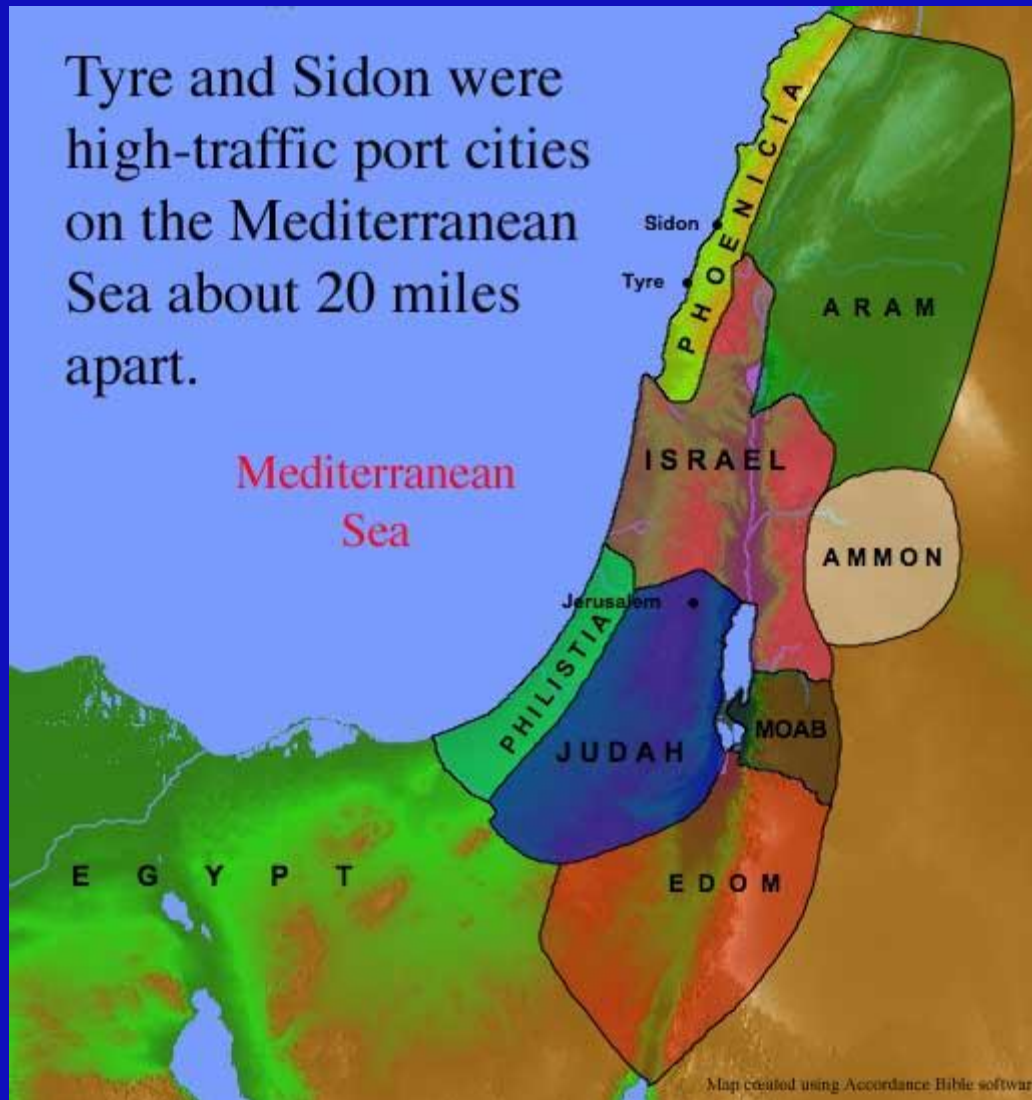 Tyre and Sidon were
high-traffic port cities
on the Mediterranean
Sea about 20 miles
apart.
PHOENICIA
Sidon
Tyre
ARAM
Mediterranean
Sea
ISRAEL
AMMON
Jerusalem
PHILISTIA
JUDAH
MOAB
EGYPT
EDOM
Map created using Accordance Bible softwar